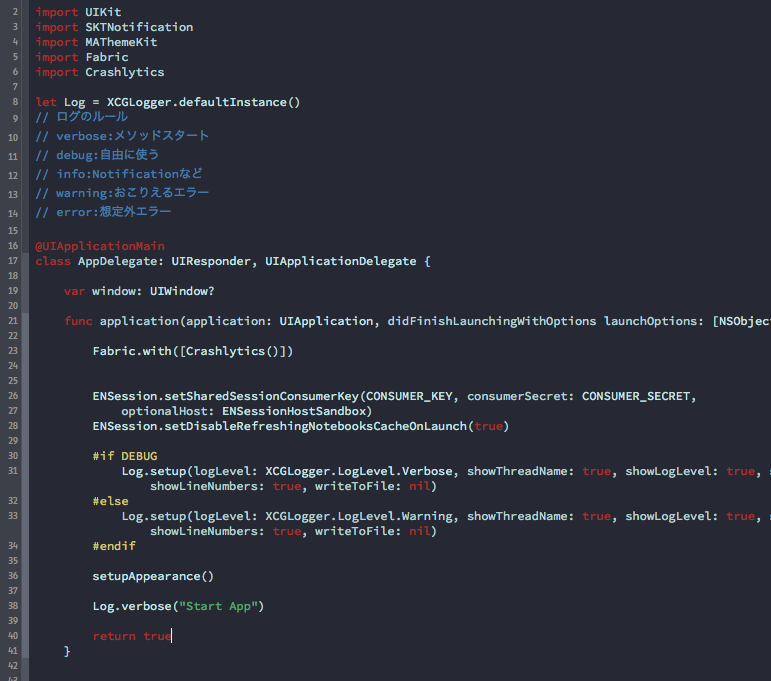 2 import UIKit
3 import SKTNotification
4 import MAThemeKit
5 import Fabric
6 import Crashlytics
7
8 let Log = XCGLogger.defaultInstance()
9 // ログのルール
10 // verbose:メソッドスタート
11 // debug:自由に使う
12 // info:Notificationなど
13 // warning:おこりえるエラー
14 // error:想定外エラー
15
16 @UIApplicationMain
17 class AppDelegate: UIResponder, UIApplicationDelegate {
18
19 var window: UIWindow?
20
21 func application(application: UIApplication, didFinishLaunchingWithOptions launchOptions: [NSObjec
22
23 Fabric.with([Crashlytics()])
24
25
26 ENSession.setSharedSessionConsumerKey(CONSUMER_KEY, consumerSecret: CONSUMER_SECRET,
27 optionalHost: ENSessionHostSandbox)
28 ENSession.setDisableRefreshingNotebooksCacheOnLaunch(true)
29
30 #if DEBUG
31 Log.setup(logLevel: XCGLogger.LogLevel.Verbose, showThreadName: true, showLogLevel: true,
showLineNumbers: true, writeToFile: nil)
32 #else
33 Log.setup(logLevel: XCGLogger.LogLevel.Warning, showThreadName: true, showLogLevel: true,
showLineNumbers: true, writeToFile: nil)
34 #endif
35
36 setupAppearance()
37
38 Log.verbose("Start App")
39
40 return true
41 }
42